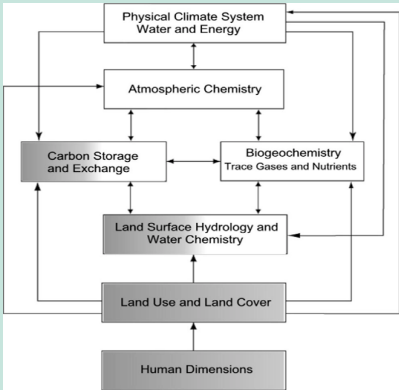 Physical Climate System
Water and Energy
Atmospheric Chemistry
Carbon Storage
and Exchange
Biogeochemistry
Trace Gases and Nutrients
Land Surface Hydrology and
Water Chemistry
Land Use and Land Cover
Human Dimensions